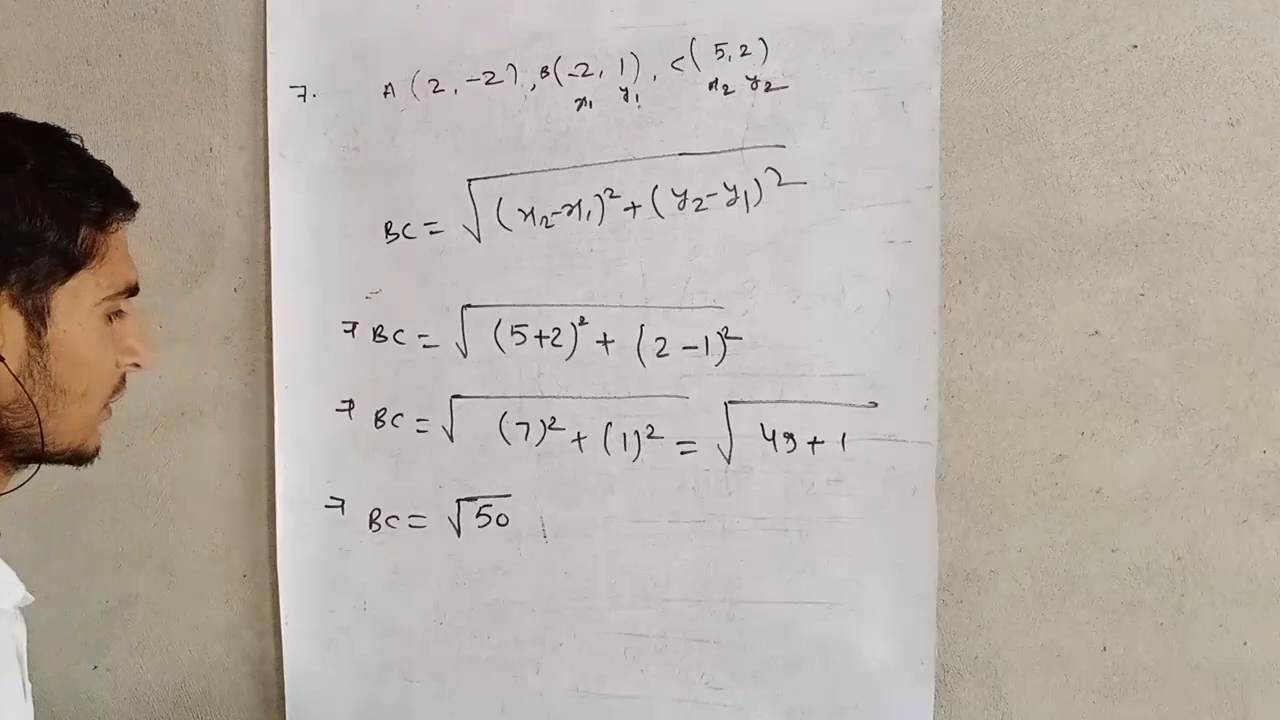 7. A (2, -2), B(-2, 1), C(5, 2)
x₁ y₁ x₂ y₂
BC = √(x₂-x₁)² + (y₂-y₁)²
⇒ BC = √(5+2)² + (2-1)²
⇒ BC = √(7)² + (1)² = √49 + 1
⇒ BC = √50